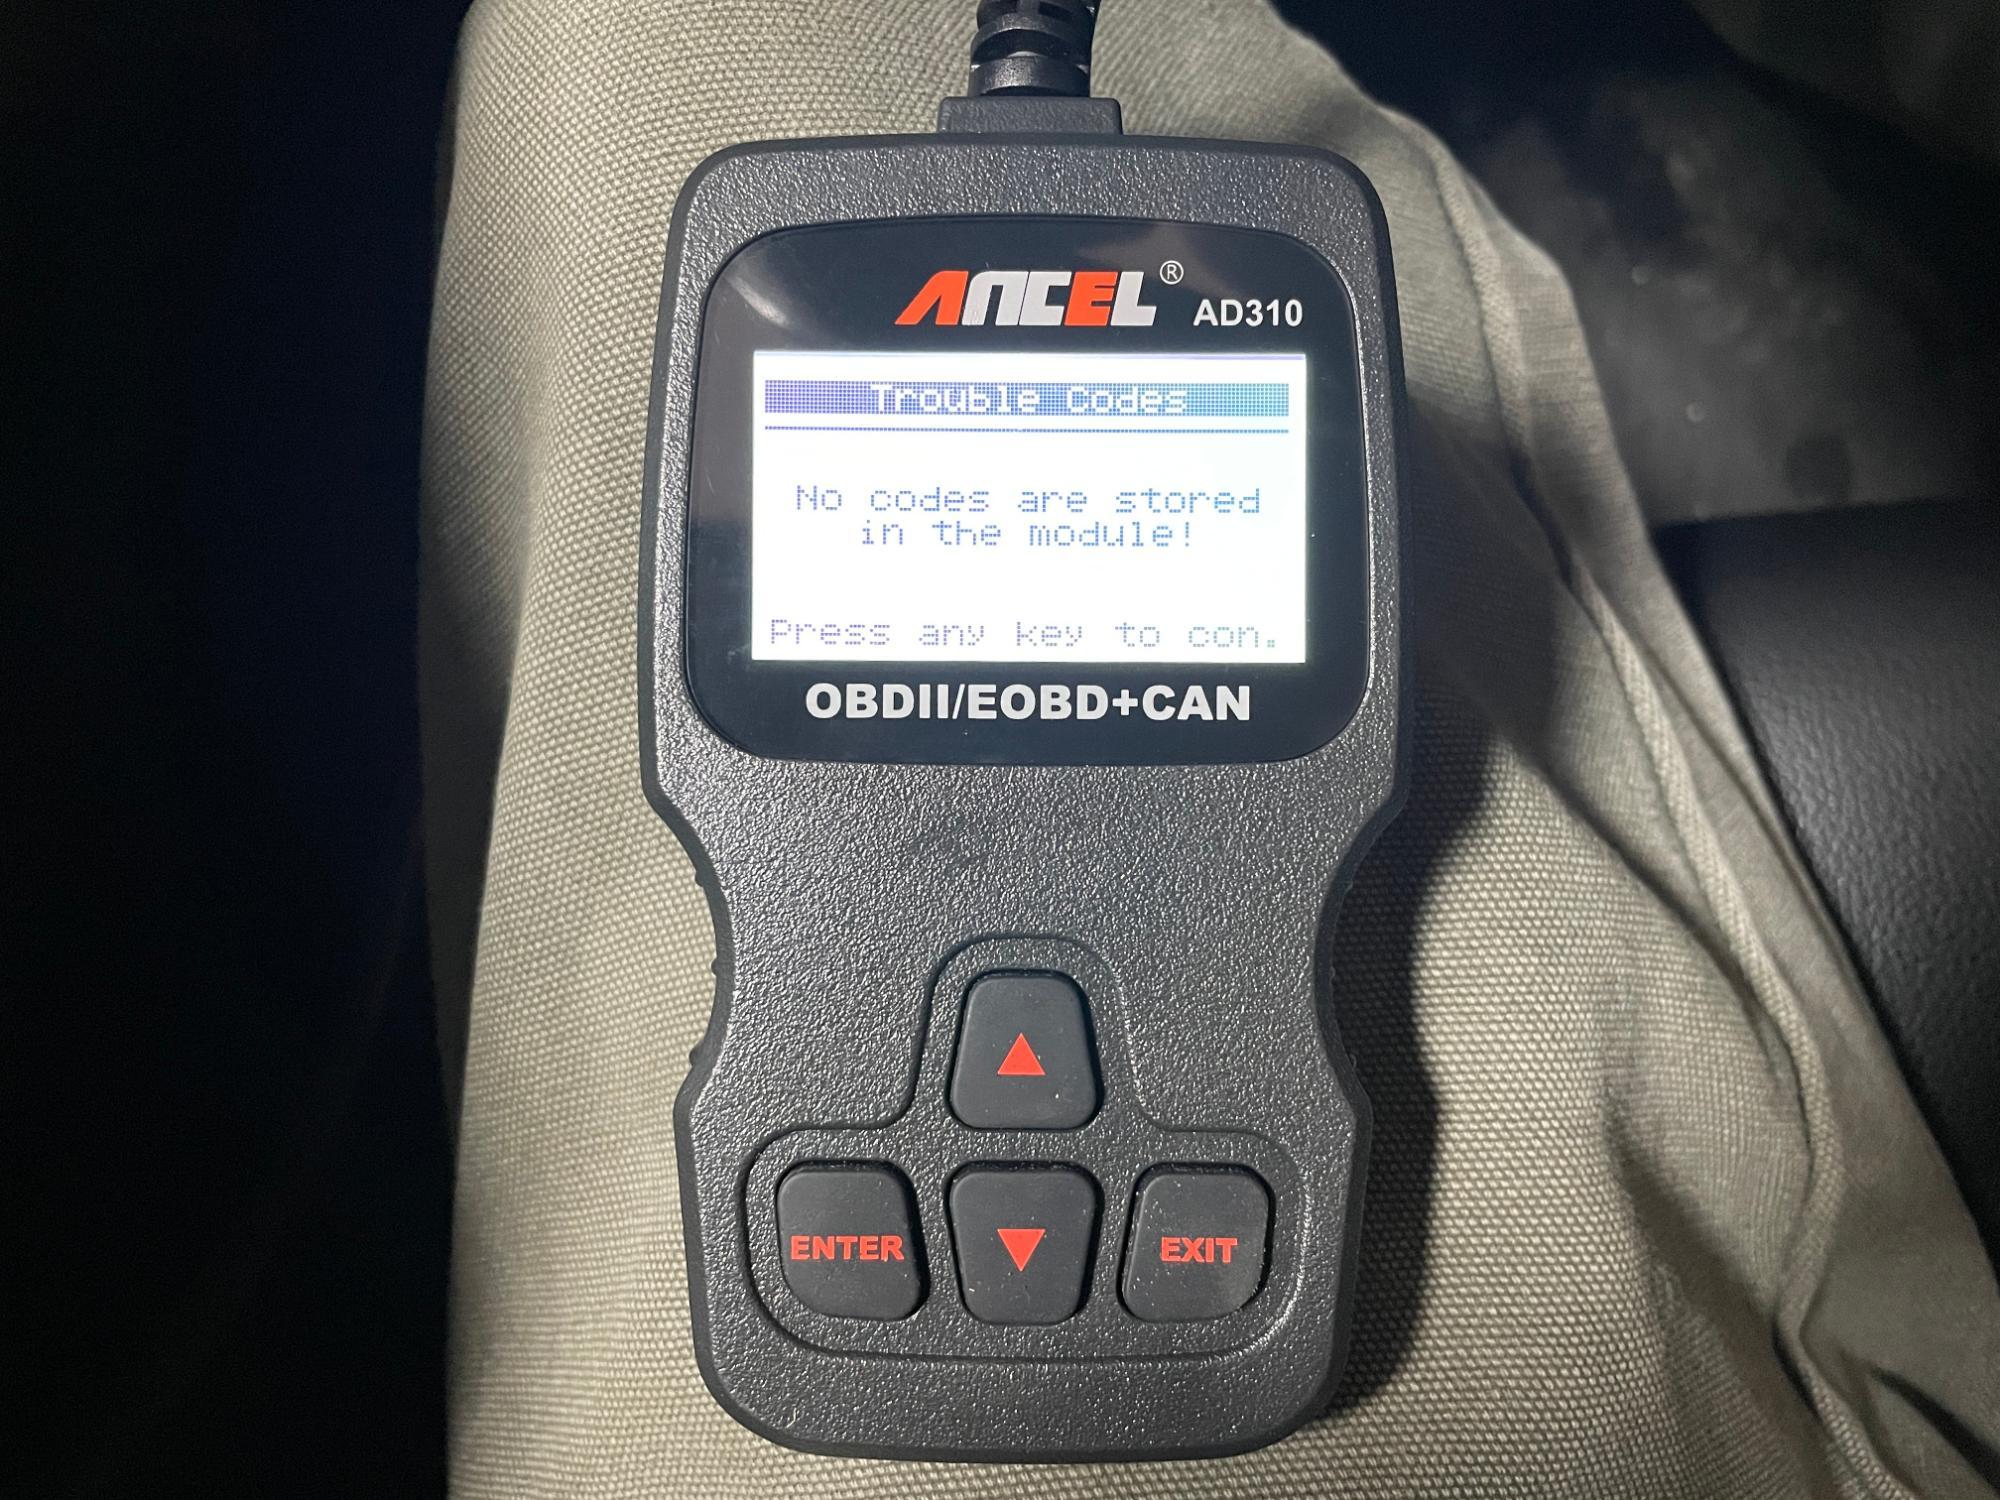 ANCEL® AD310
Trouble Codes
No codes are stored
in the module!
Press any key to con.
OBDII/EOBD+CAN
▲
ENTER ▼ EXIT